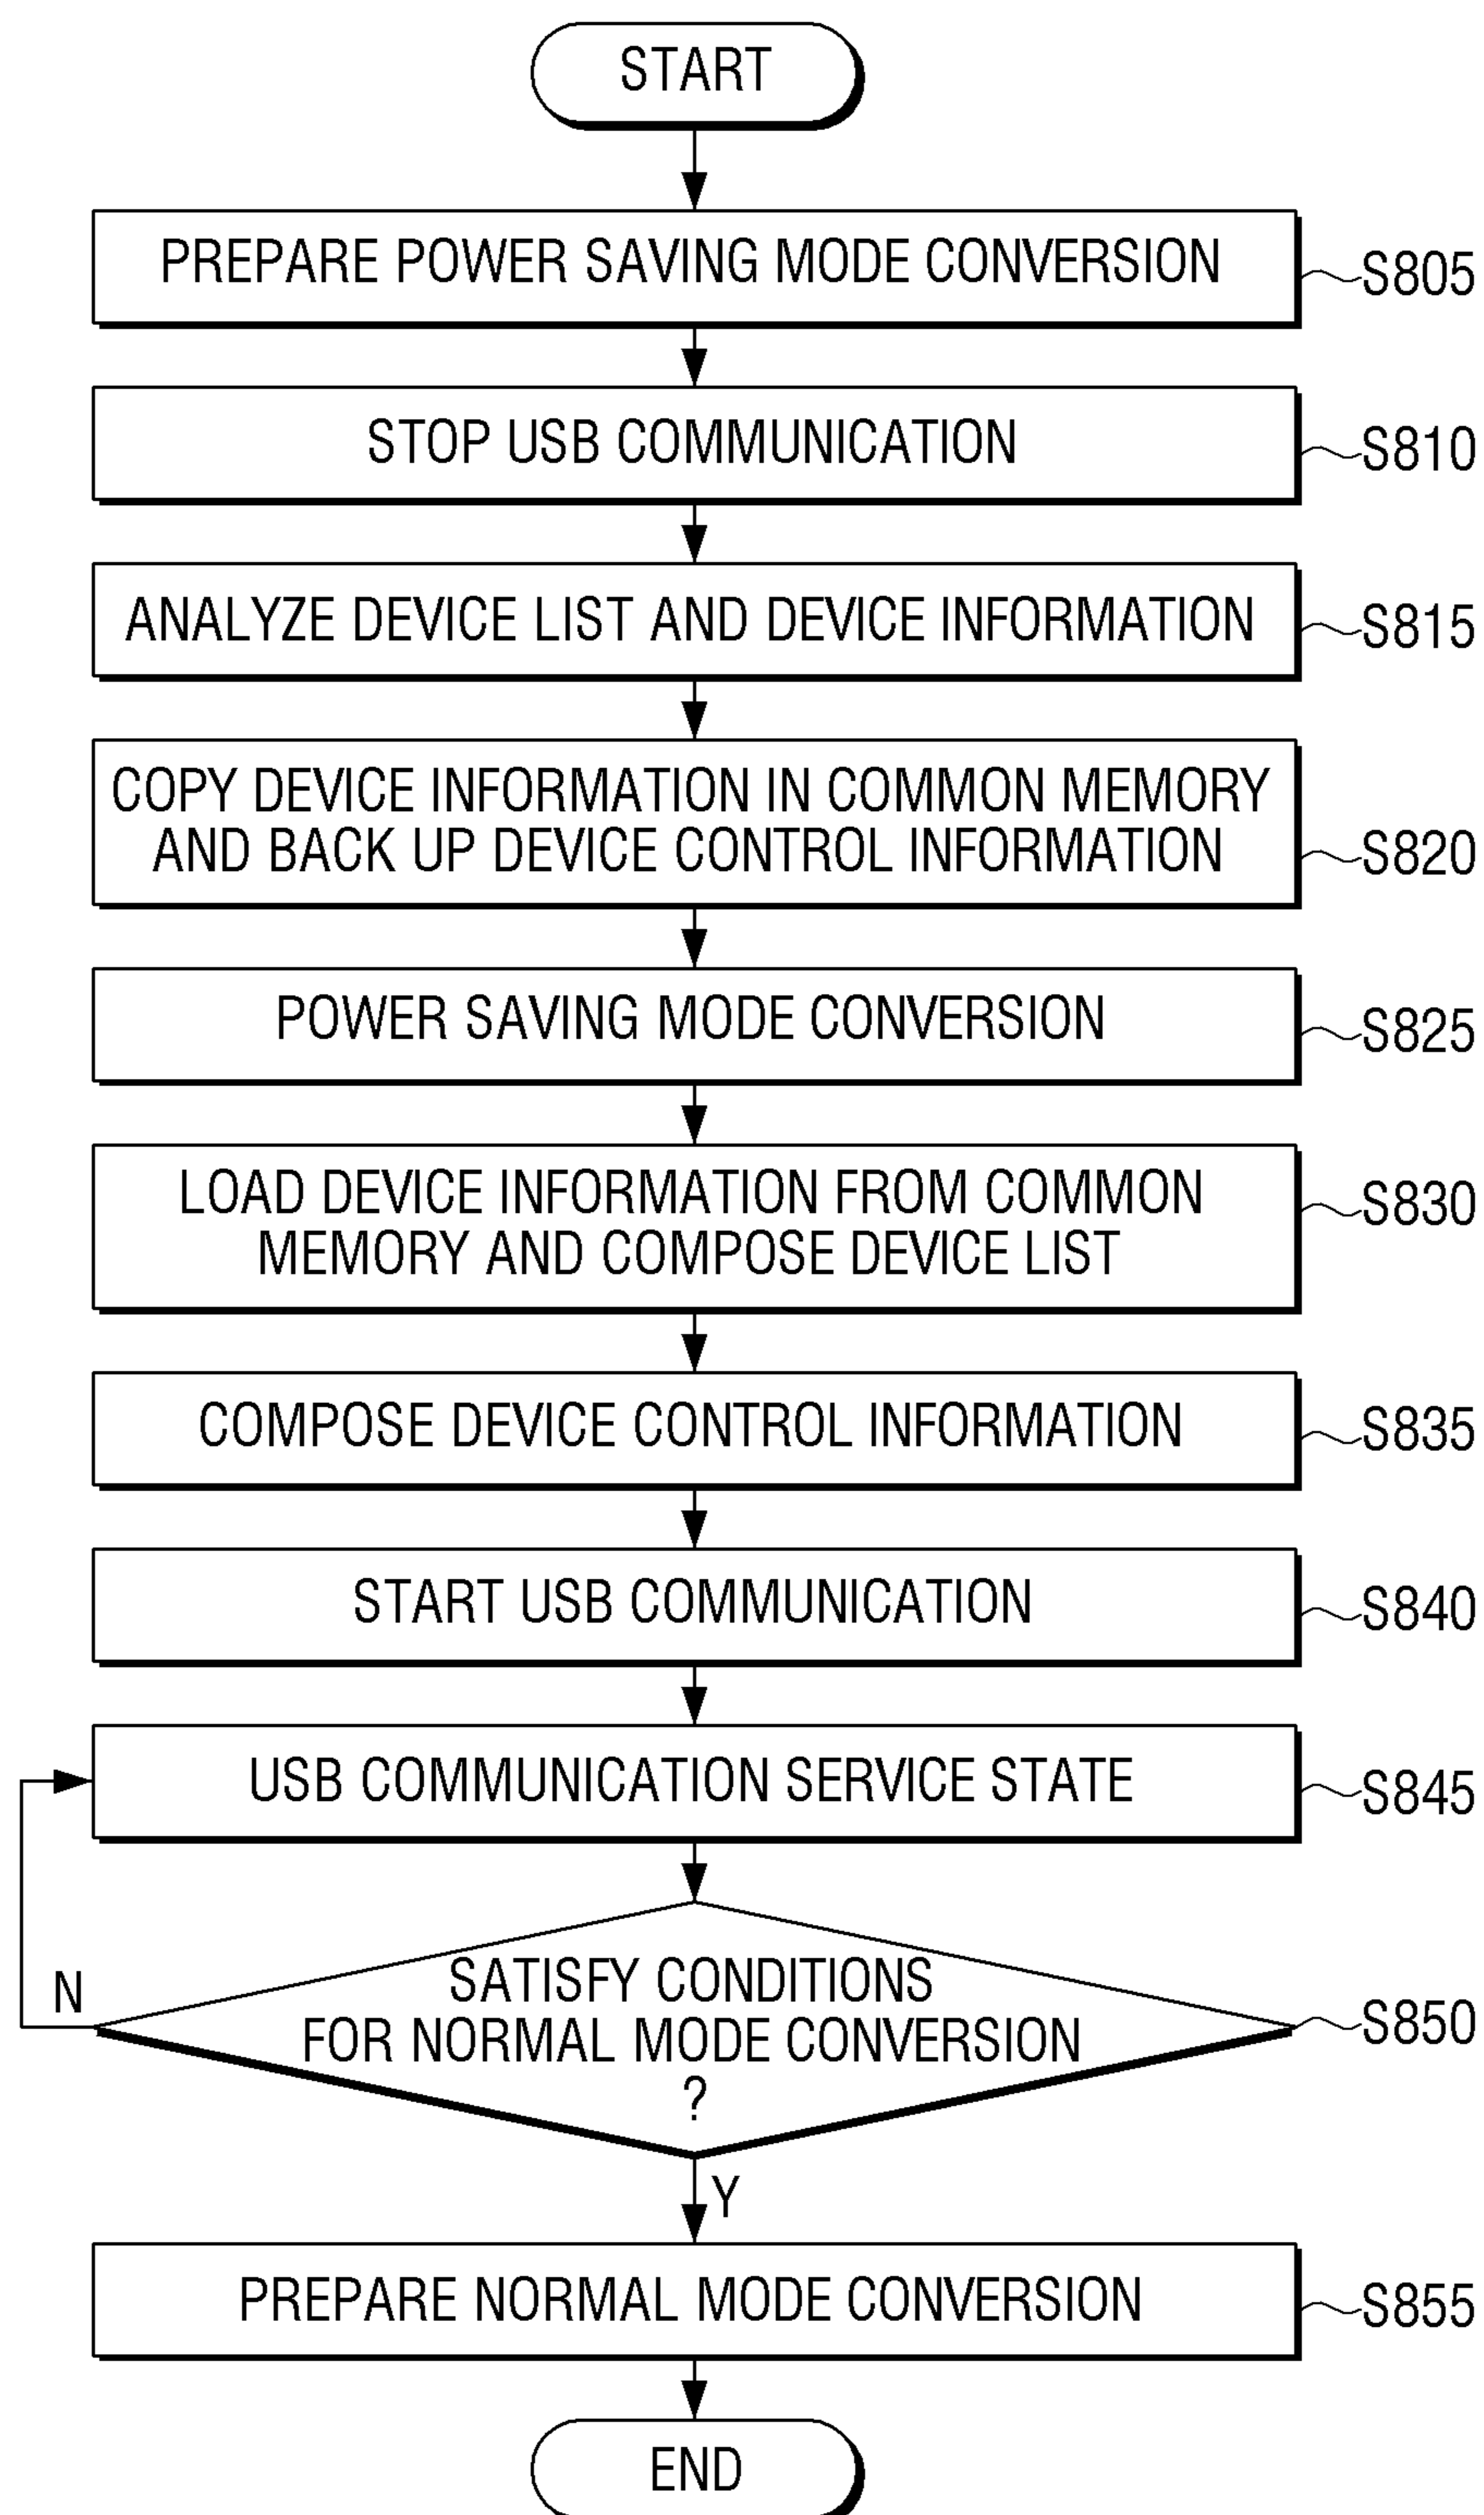 START
PREPARE POWER SAVING MODE CONVERSION
S805
STOP USB COMMUNICATION
S810
ANALYZE DEVICE LIST AND DEVICE INFORMATION
S815
COPY DEVICE INFORMATION IN COMMON MEMORY
AND BACK UP DEVICE CONTROL INFORMATION
S820
POWER SAVING MODE CONVERSION
S825
LOAD DEVICE INFORMATION FROM COMMON
MEMORY AND COMPOSE DEVICE LIST
S830
COMPOSE DEVICE CONTROL INFORMATION
S835
START USB COMMUNICATION
S840
USB COMMUNICATION SERVICE STATE
S845
N
SATISFY CONDITIONS
FOR NORMAL MODE CONVERSION
?
S850
Y
PREPARE NORMAL MODE CONVERSION
S855
END